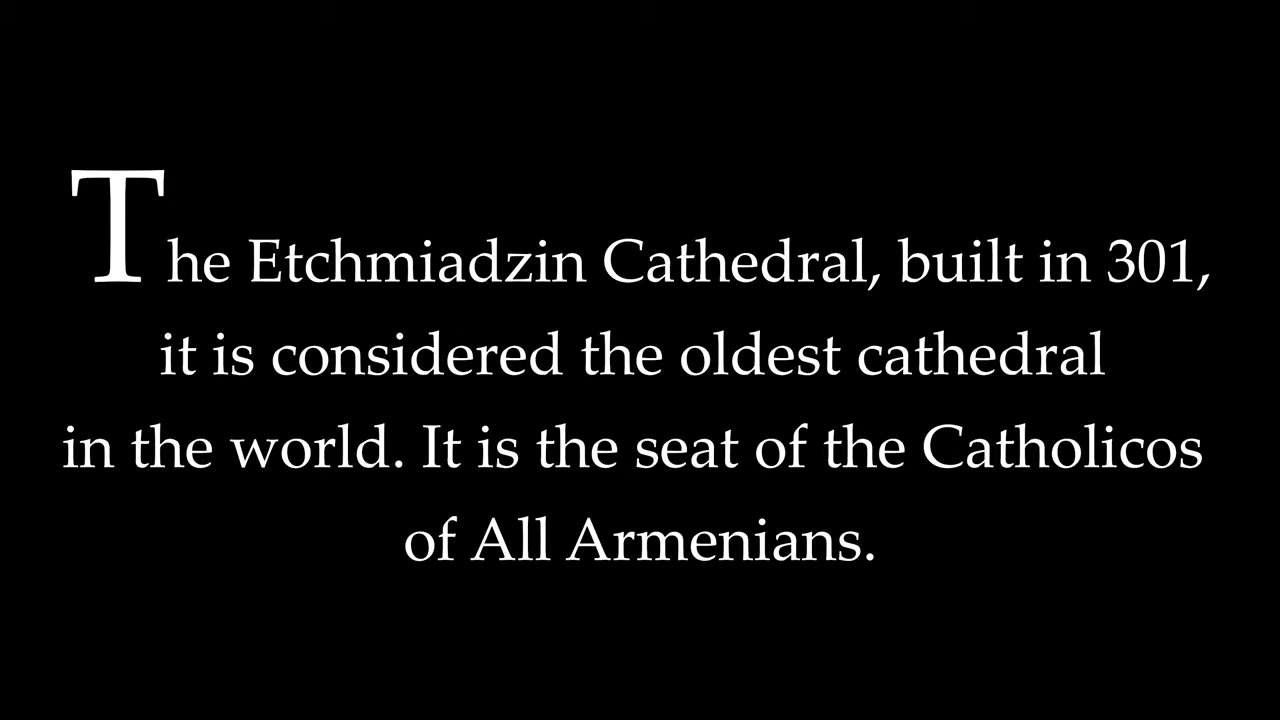 The Etchmiadzin Cathedral, built in 301,
it is considered the oldest cathedral
in the world. It is the seat of the Catholicos
of All Armenians.